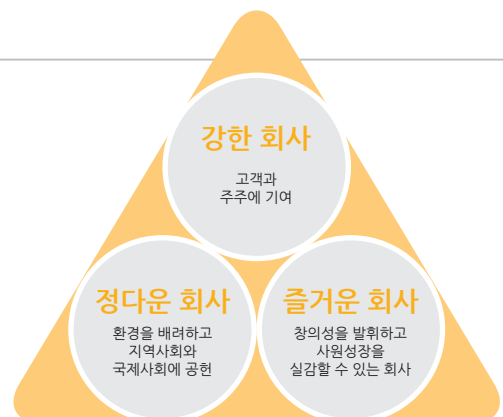 강한 회사
고객과
주주에 기여
정다운 회사
환경을 배려하고
지역사회와
국제사회에 공헌
즐거운 회사
창의성을 발휘하고
사원성장을
실감할 수 있는 회사